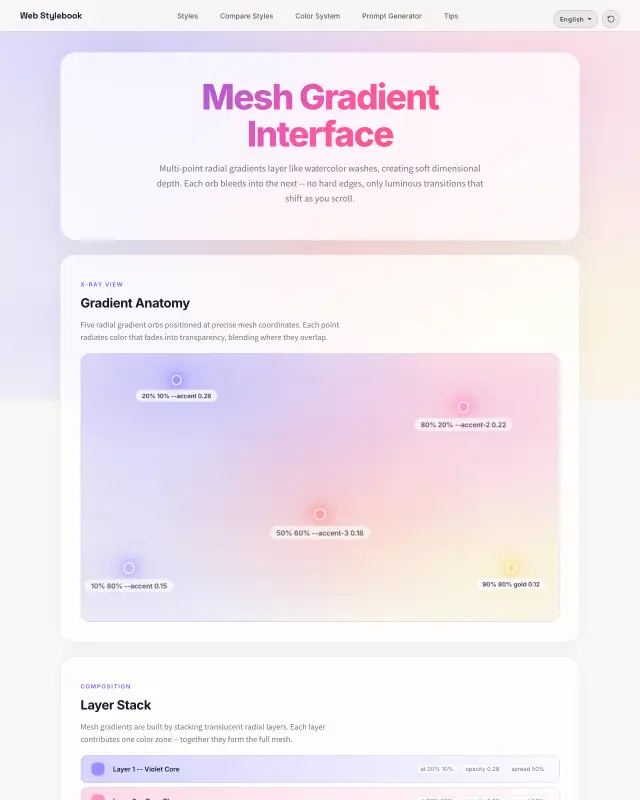 Web Stylebook
Styles
Compare Styles
Color System
Prompt Generator
Tips
English
Mesh Gradient
Interface
Multi-point radial gradients layer like watercolor washes, creating soft dimensional
depth. Each orb bleeds into the next -- no hard edges, only luminous transitions that
shift as you scroll.
X-RAY VIEW
Gradient Anatomy
Five radial gradient orbs positioned at precise mesh coordinates. Each point
radiates color that fades into transparency, blending where they overlap.
20% 10% --accent 0.28
80% 20% --accent-2 0.22
50% 60% --accent-3 0.18
10% 80% --accent 0.15
90% 80% gold 0.12
COMPOSITION
Layer Stack
Mesh gradients are built by stacking translucent radial layers. Each layer
contributes one color zone -- together they form the full mesh.
Layer 1 -- Violet Core
at 20% 10%
opacity 0.28
spread 50%